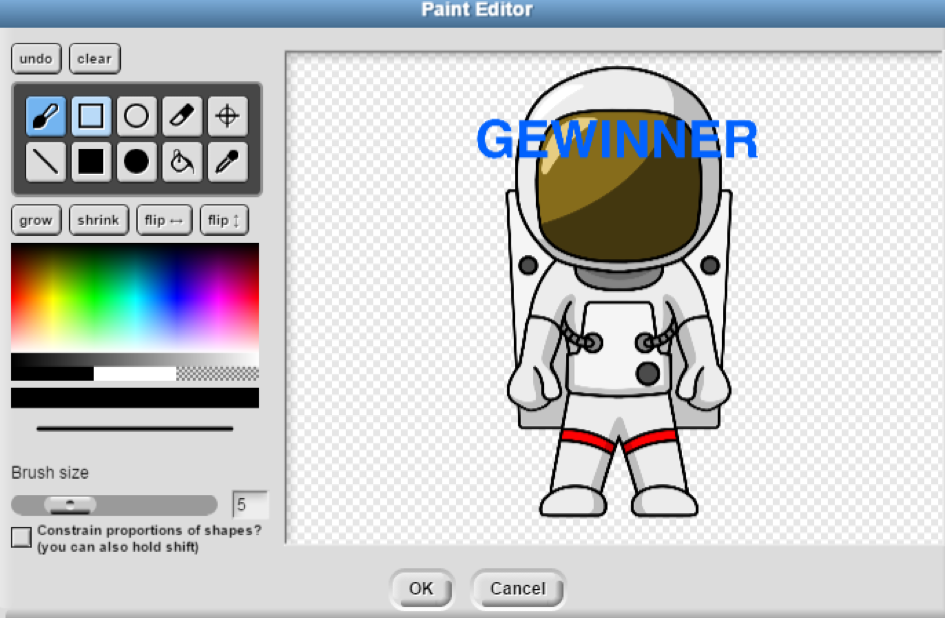 Paint Editor
undo clear
GEWINNER
grow shrink flip ↔ flip ↕
Brush size
5
Constrain proportions of shapes?
(you can also hold shift)
OK Cancel